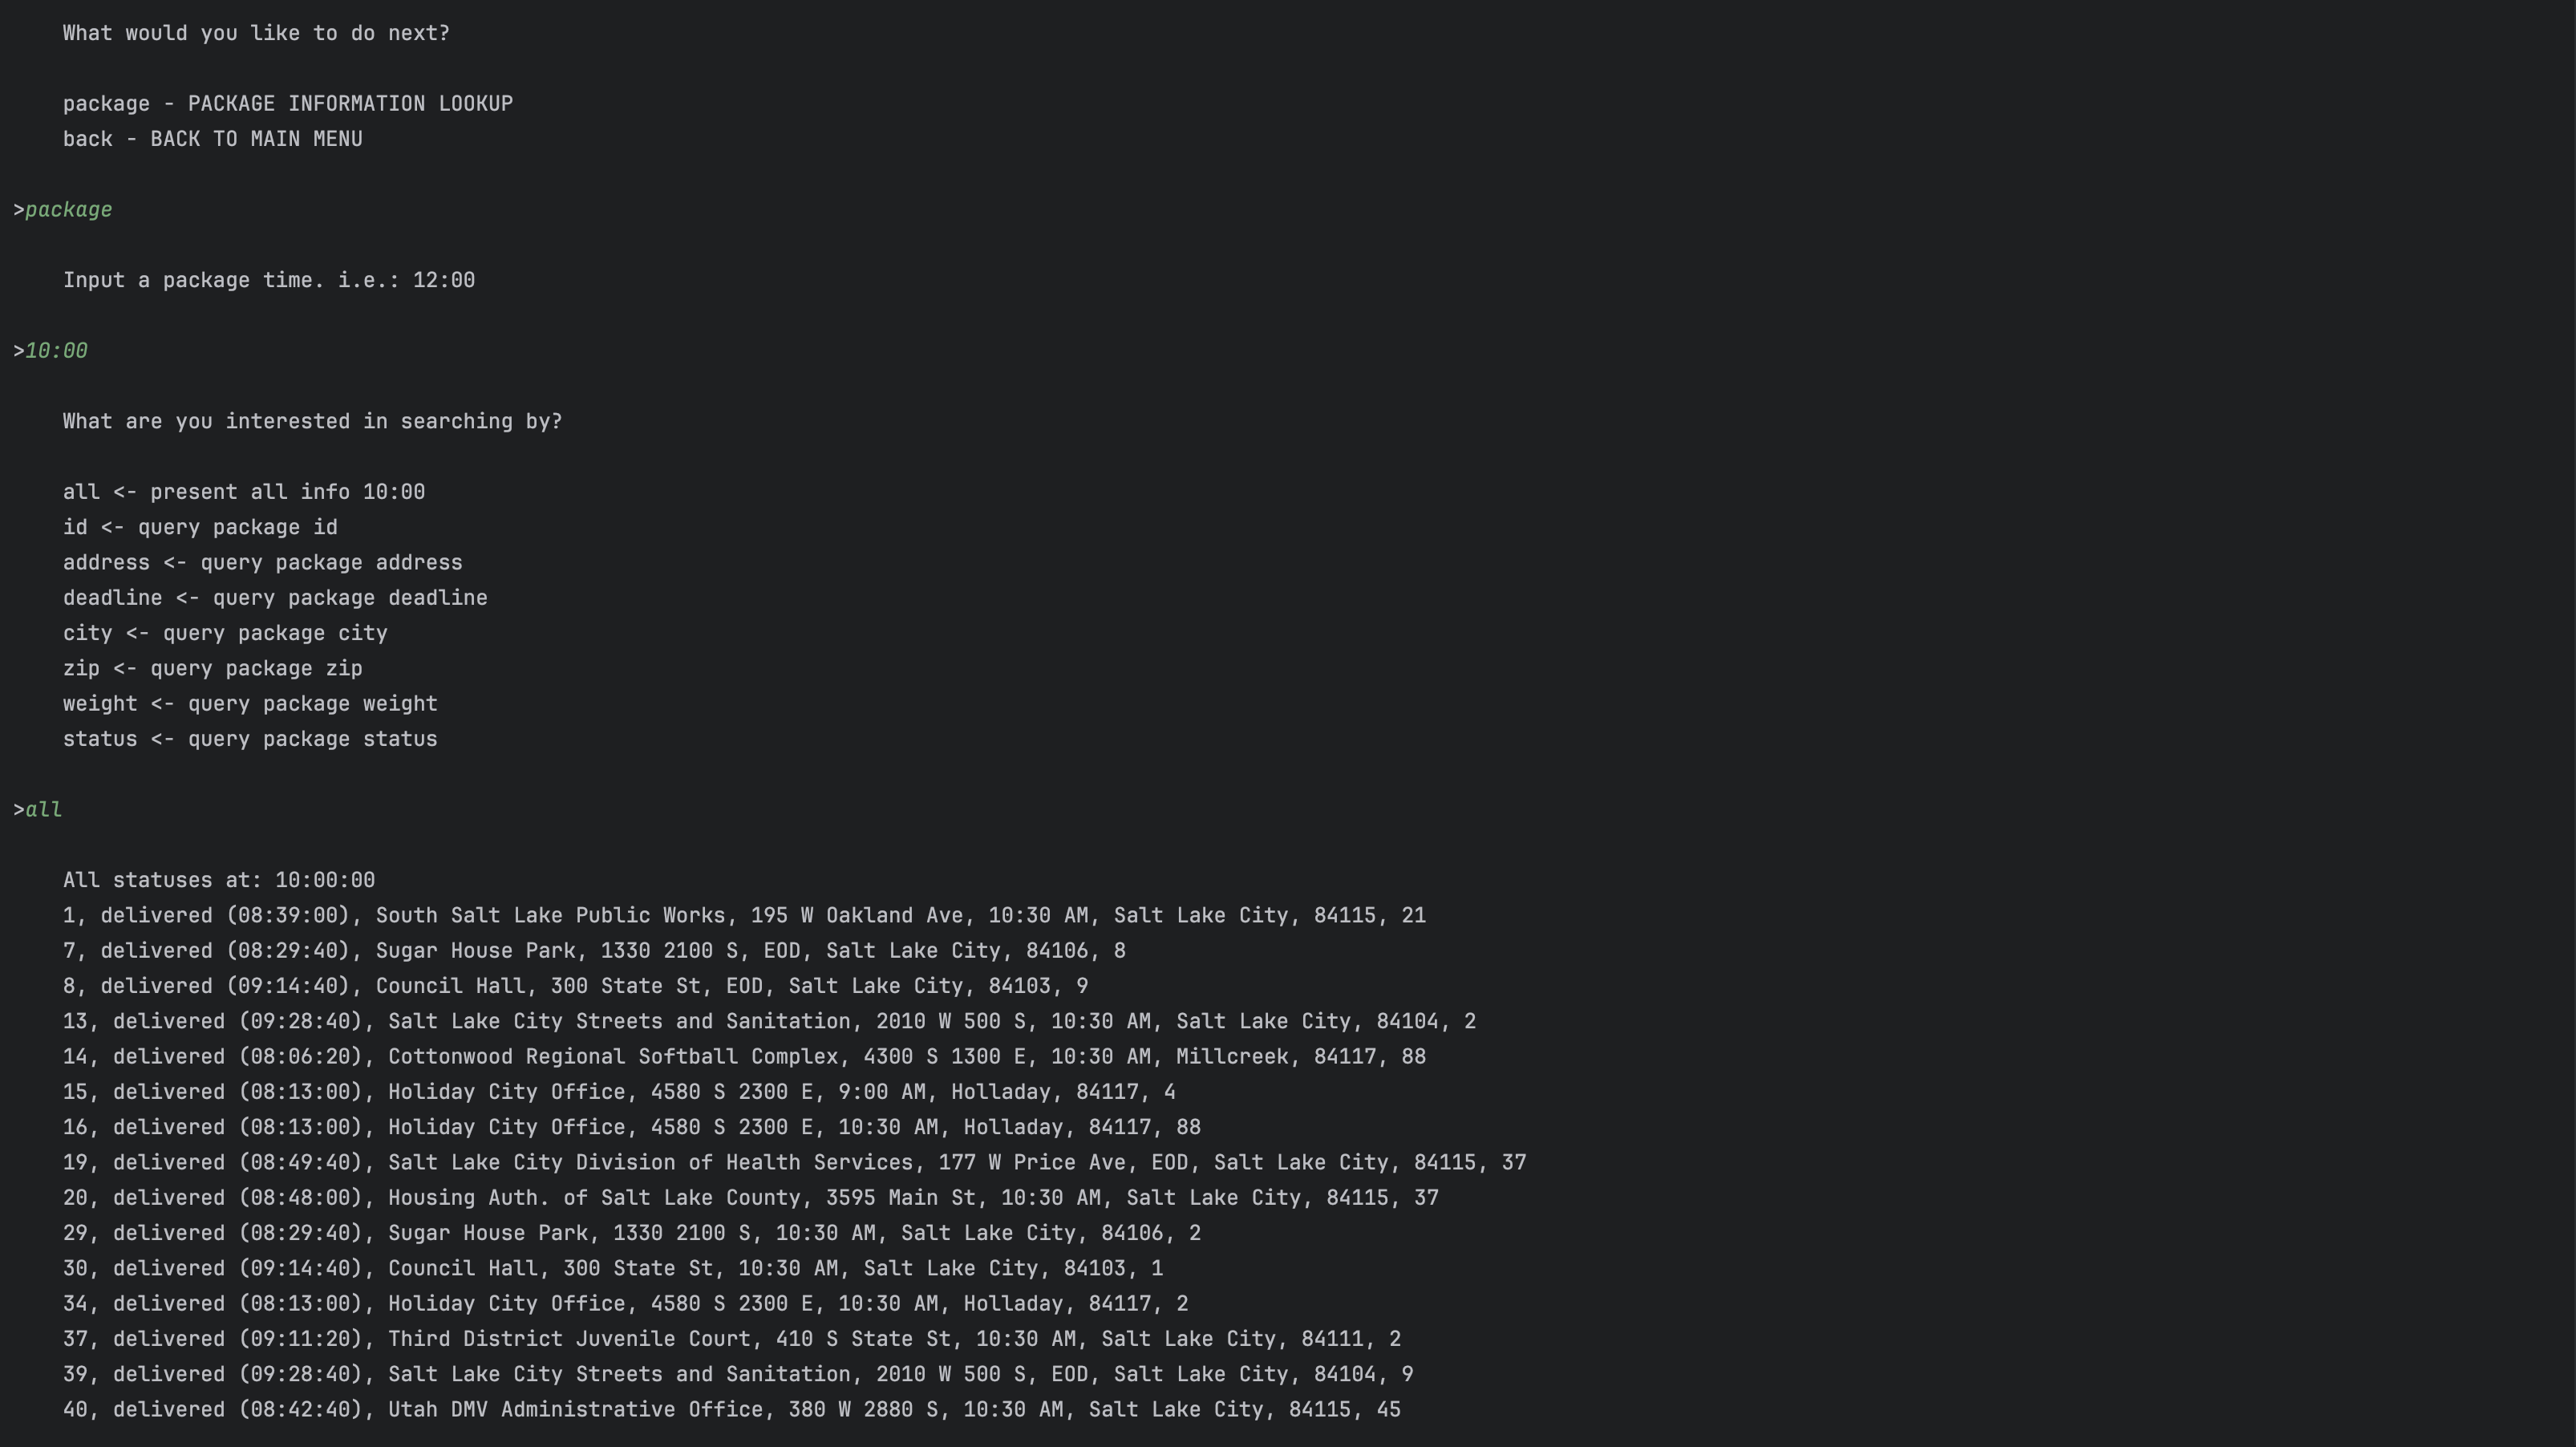 What would you like to do next?
package - PACKAGE INFORMATION LOOKUP
back - BACK TO MAIN MENU
>package
Input a package time. i.e.: 12:00
>10:00
What are you interested in searching by?
all <- present all info 10:00
id <- query package id
address <- query package address
deadline <- query package deadline
city <- query package city
zip <- query package zip
weight <- query package weight
status <- query package status
>all
All statuses at: 10:00:00
1, delivered (08:39:00), South Salt Lake Public Works, 195 W Oakland Ave, 10:30 AM, Salt Lake City, 84115, 21
7, delivered (08:29:40), Sugar House Park, 1330 2100 S, EOD, Salt Lake City, 84106, 8
8, delivered (09:14:40), Council Hall, 300 State St, EOD, Salt Lake City, 84103, 9
13, delivered (09:28:40), Salt Lake City Streets and Sanitation, 2010 W 500 S, 10:30 AM, Salt Lake City, 84104, 2
14, delivered (08:06:20), Cottonwood Regional Softball Complex, 4300 S 1300 E, 10:30 AM, Millcreek, 84117, 88
15, delivered (08:13:00), Holiday City Office, 4580 S 2300 E, 9:00 AM, Holladay, 84117, 4
16, delivered (08:13:00), Holiday City Office, 4580 S 2300 E, 10:30 AM, Holladay, 84117, 88
19, delivered (08:49:40), Salt Lake City Division of Health Services, 177 W Price Ave, EOD, Salt Lake City, 84115, 37
20, delivered (08:48:00), Housing Auth. of Salt Lake County, 3595 Main St, 10:30 AM, Salt Lake City, 84115, 37
29, delivered (08:29:40), Sugar House Park, 1330 2100 S, 10:30 AM, Salt Lake City, 84106, 2
30, delivered (09:14:40), Council Hall, 300 State St, 10:30 AM, Salt Lake City, 84103, 1
34, delivered (08:13:00), Holiday City Office, 4580 S 2300 E, 10:30 AM, Holladay, 84117, 2
37, delivered (09:11:20), Third District Juvenile Court, 410 S State St, 10:30 AM, Salt Lake City, 84111, 2
39, delivered (09:28:40), Salt Lake City Streets and Sanitation, 2010 W 500 S, EOD, Salt Lake City, 84104, 9
40, delivered (08:42:40), Utah DMV Administrative Office, 380 W 2880 S, 10:30 AM, Salt Lake City, 84115, 45